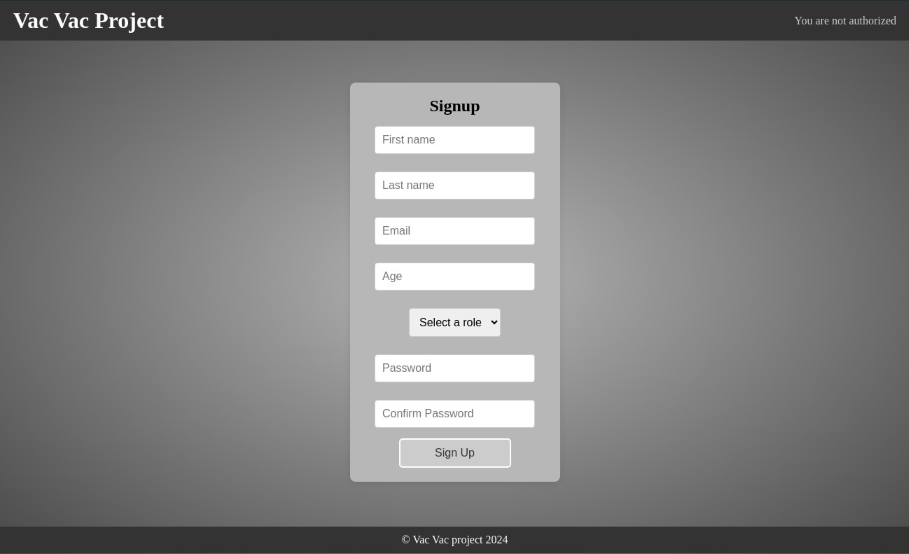 Vac Vac Project
You are not authorized
Signup
First name
Last name
Email
Age
Select a role
Password
Confirm Password
Sign Up
© Vac Vac project 2024